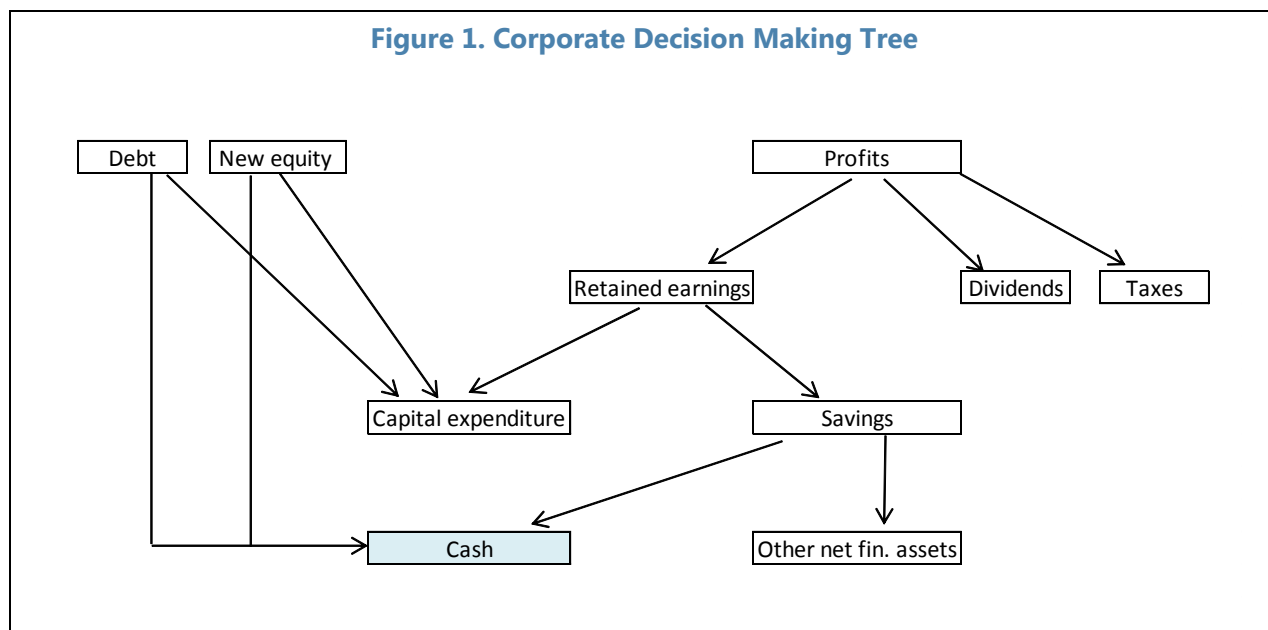 Figure 1. Corporate Decision Making Tree
Debt
New equity
Profits
Retained earnings
Dividends
Taxes
Capital expenditure
Savings
Cash
Other net fin. assets